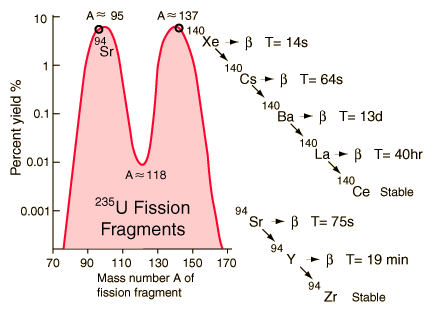 A ≈ 95
A ≈ 137
94
Sr
140
Xe → β T= 14s
140
Cs → β T= 64s
140
Ba → β T= 13d
140
La → β T= 40hr
140
Ce Stable
Percent yield %
10
1
0.1
0.01
0.001
A ≈ 118
235U Fission
Fragments
94
Sr → β T= 75s
94
Y → β T= 19 min
94
Zr Stable
70 90 110 130 150 170
Mass number A of
fission fragment